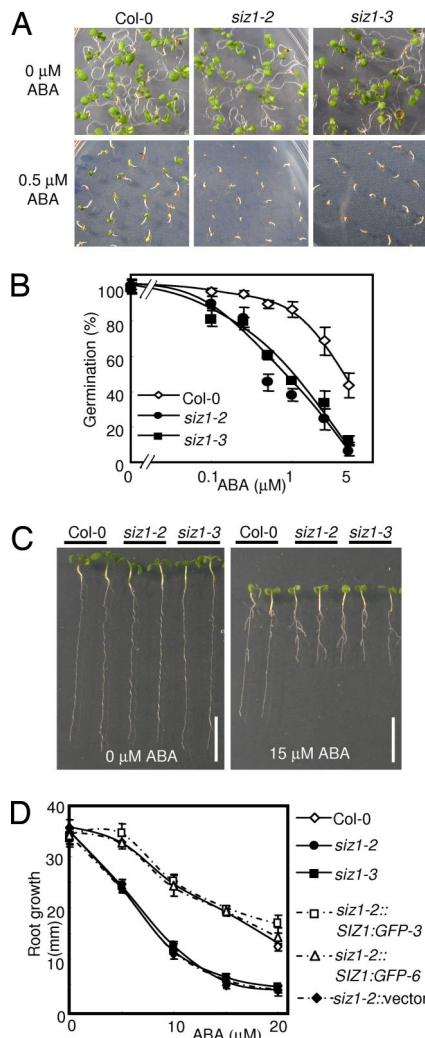 A
Col-0 siz1-2 siz1-3
0 μM
ABA
0.5 μM
ABA
B
Germination (%)
100
80
60
40
20
0
Col-0
siz1-2
siz1-3
0 0.1 1 5
ABA (μM)
C
Col-0 siz1-2 siz1-3 Col-0 siz1-2 siz1-3
0 μM ABA 15 μM ABA
D
Root growth
(mm)
40
30
20
10
0
0 10 20
ABA (μM)
Col-0
siz1-2
siz1-3
siz1-2::
SIZ1:GFP-3
siz1-2::
SIZ1:GFP-6
siz1-2::vector